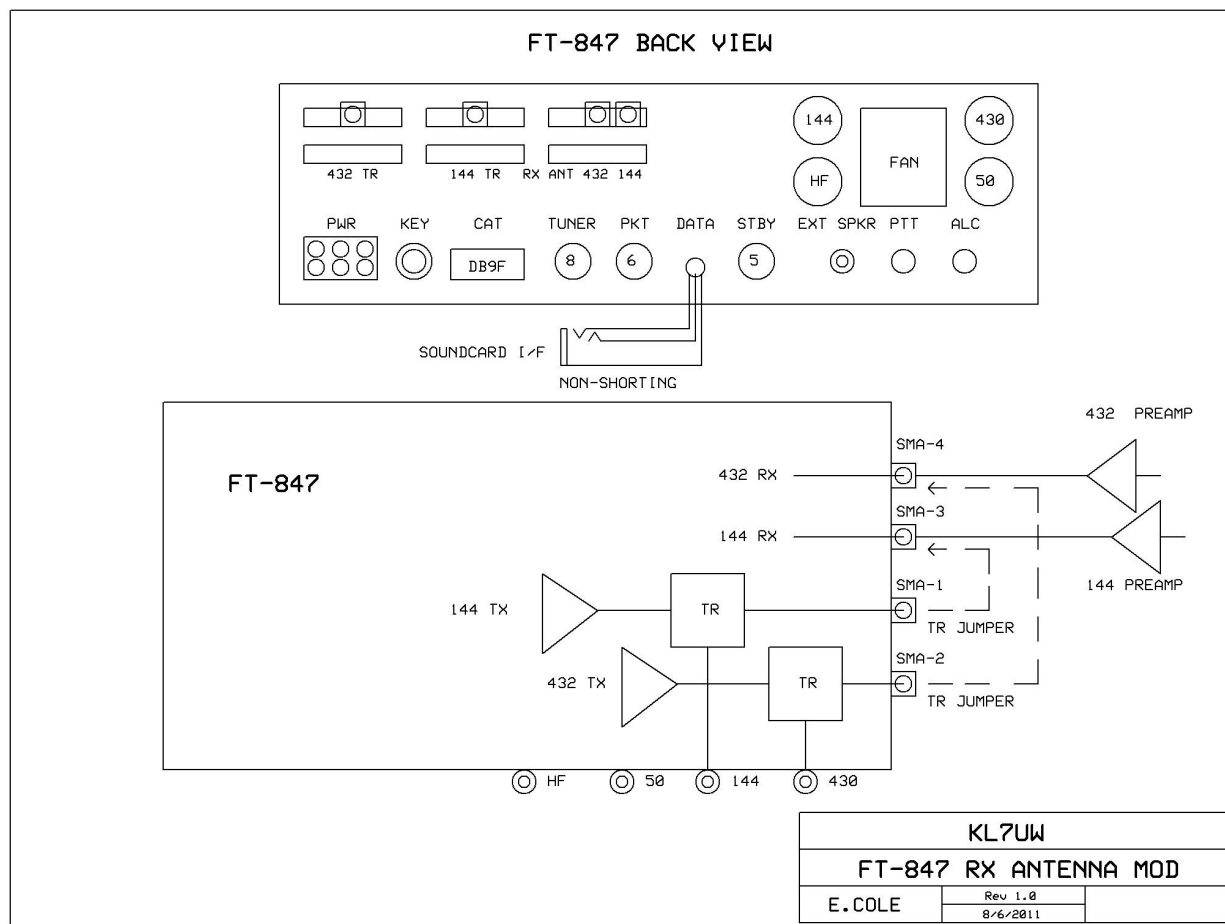 FT-847 BACK VIEW
144
430
FAN
HF
50
432 TR
144 TR
RX ANT 432 144
PWR
KEY
CAT
TUNER
PKT
DATA
STBY
EXT SPKR
PTT
ALC
DB9F
8
6
5
SOUNDCARD I/F
NON-SHORTING
432 PREAMP
SMA-4
FT-847
432 RX
SMA-3
144 RX
144 PREAMP
SMA-1
144 TX
TR
TR JUMPER
SMA-2
432 TX
TR
TR JUMPER
HF
50
144
430
KL7UW
FT-847 RX ANTENNA MOD
E.COLE
Rev 1.0
8/6/2011